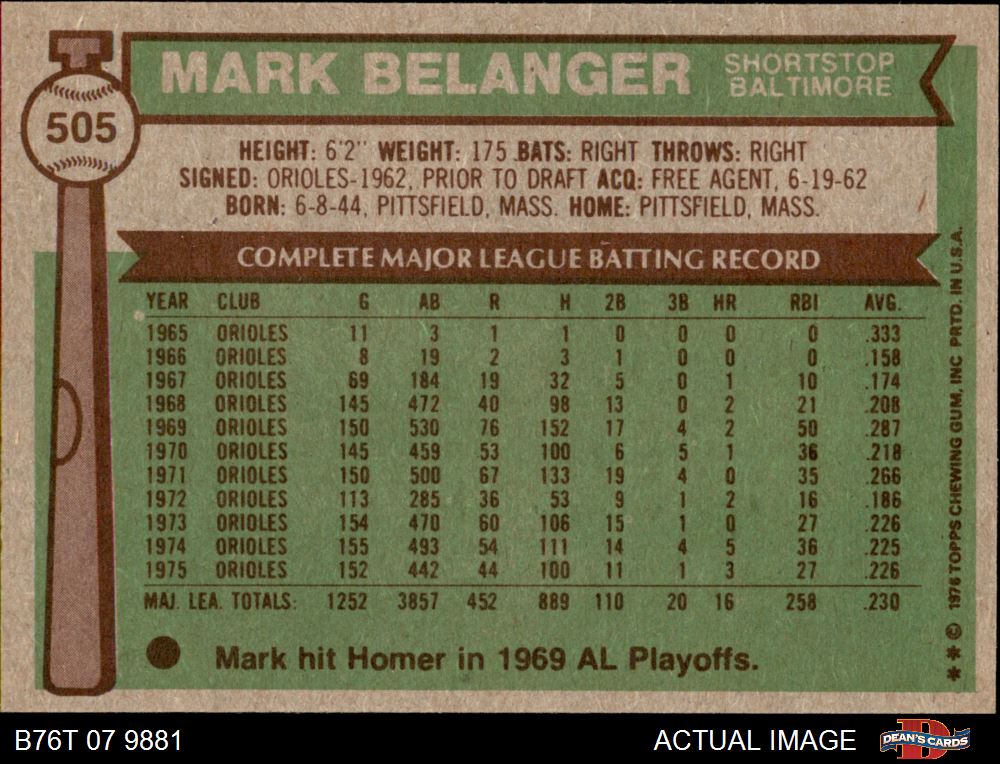 T
505
MARK BELANGER
SHORTSTOP
BALTIMORE
HEIGHT: 6'2" WEIGHT: 175 BATS: RIGHT THROWS: RIGHT
SIGNED: ORIOLES-1962, PRIOR TO DRAFT ACQ: FREE AGENT, 6-19-62
BORN: 6-8-44, PITTSFIELD, MASS. HOME: PITTSFIELD, MASS.
COMPLETE MAJOR LEAGUE BATTING RECORD
YEAR CLUB G AB R H 2B 3B HR RBI AVG.
1965 ORIOLES 11 3 1 1 0 0 0 0 .333
1966 ORIOLES 8 19 2 3 1 0 0 0 .158
1967 ORIOLES 69 184 19 32 5 0 1 10 .174
1968 ORIOLES 145 472 40 98 13 0 2 21 .208
1969 ORIOLES 150 530 76 152 17 4 2 50 .287
1970 ORIOLES 145 459 53 100 6 5 1 36 .218
1971 ORIOLES 150 500 67 133 19 4 0 35 .266
1972 ORIOLES 113 285 36 53 9 1 2 16 .186
1973 ORIOLES 154 470 60 106 15 1 0 27 .226
1974 ORIOLES 155 493 54 111 14 4 5 36 .225
1975 ORIOLES 152 442 44 100 11 1 3 27 .226
MAJ. LEA. TOTALS: 1252 3857 452 889 110 20 16 258 .230
Mark hit Homer in 1969 AL Playoffs.
* * © 1976 TOPPS CHEWING GUM, INC PRTD. IN U.S.A.
B76T 07 9881
ACTUAL IMAGE
D
DEAN'S CARDS